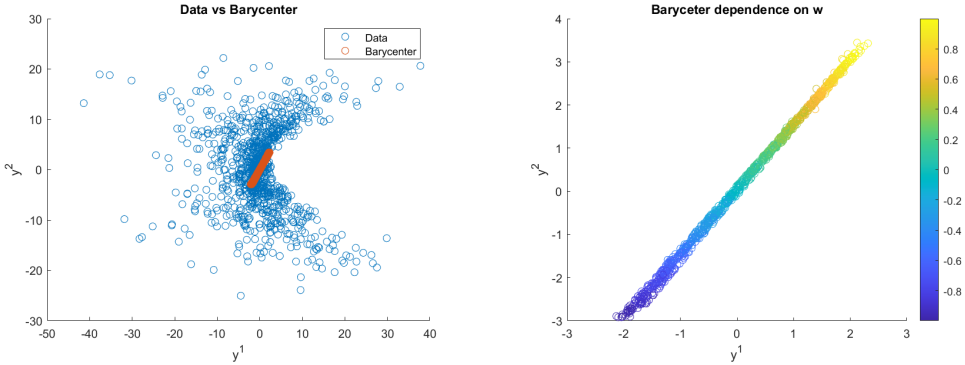 Data vs Barycenter
30
20
10
0
-10
-20
-30
y2
-50 -40 -30 -20 -10 0 10 20 30 40
y1
Data
Barycenter
Baryceter dependence on w
4
3
2
1
0
-1
-2
-3
y2
-3 -2 -1 0 1 2 3
y1
0.8
0.6
0.4
0.2
0
-0.2
-0.4
-0.6
-0.8